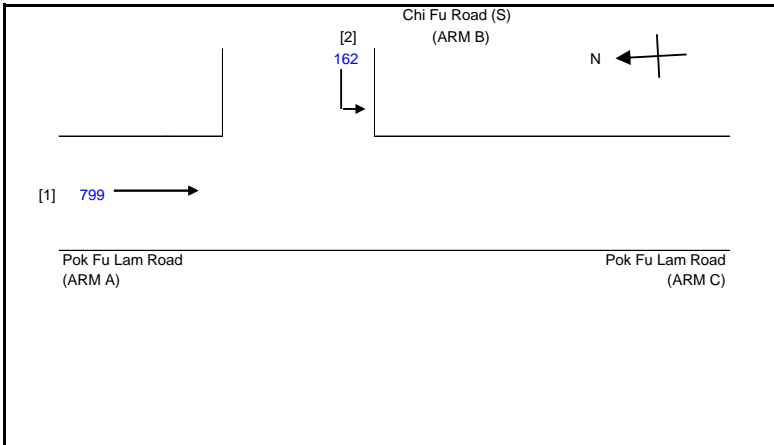 Chi Fu Road (S)
[2] (ARM B)
162 N
[1] 799
Pok Fu Lam Road Pok Fu Lam Road
(ARM A) (ARM C)